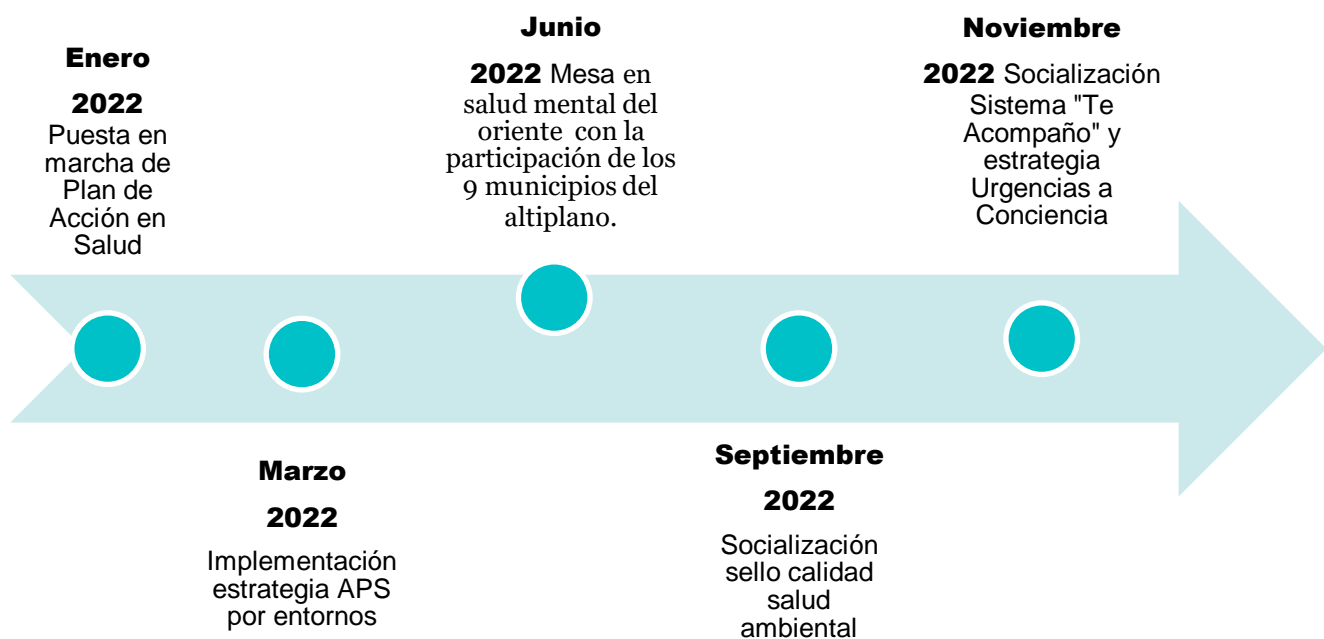 Enero
2022
Puesta en
marcha de
Plan de
Acción en
Salud
Marzo
2022
Implementación
estrategia APS
por entornos
Junio
2022 Mesa en
salud mental del
oriente con la
participación de los
9 municipios del
altiplano.
Septiembre
2022
Socialización
sello calidad
salud
ambiental
Noviembre
2022 Socialización
Sistema "Te
Acompaño" y
estrategia
Urgencias a
Conciencia